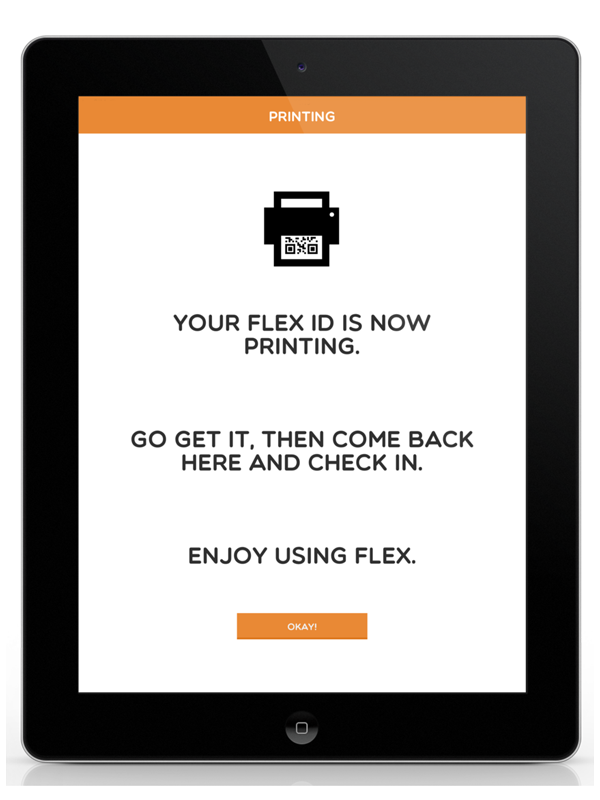 PRINTING
YOUR FLEX ID IS NOW
PRINTING.
GO GET IT, THEN COME BACK
HERE AND CHECK IN.
ENJOY USING FLEX.
OKAY!